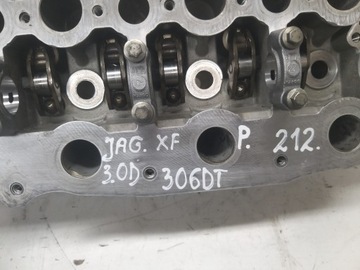 JAG. XF P. 212.
3.0D 306DT